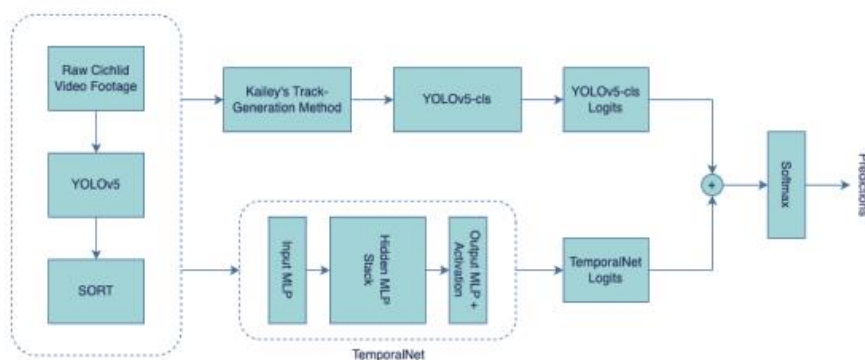 Raw Cichlid
Video Footage
YOLOv5
SORT
Kailey's Track-
Generation Method
YOLOv5-cls
YOLOv5-cls
Logits
Input MLP
Hidden MLP
Stack
Output MLP +
Activation
TemporalNet
TemporalNet
Logits
+
Softmax
Predictions